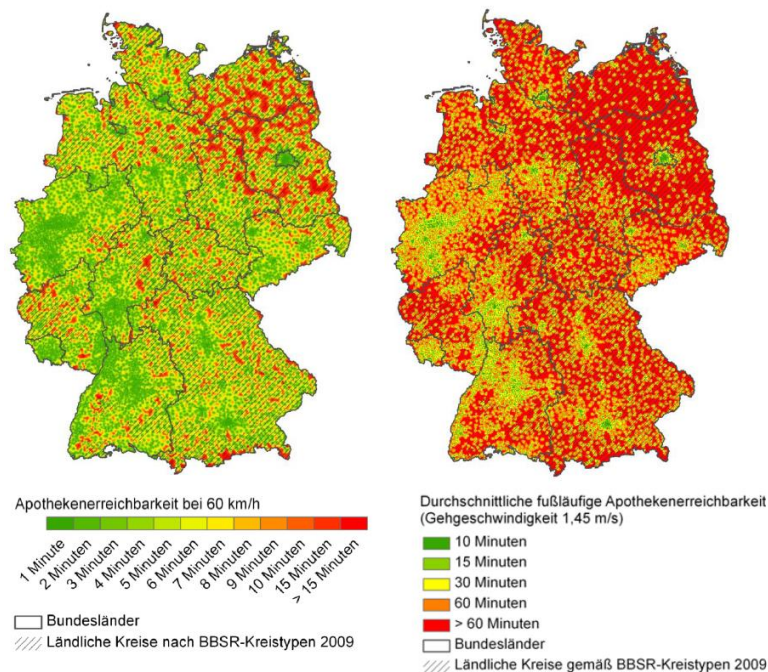 Apothekenerreichbarkeit bei 60 km/h
1 Minute
2 Minuten
3 Minuten
4 Minuten
5 Minuten
6 Minuten
7 Minuten
8 Minuten
9 Minuten
10 Minuten
15 Minuten
> 15 Minuten
Bundesländer
Ländliche Kreise nach BBSR-Kreistypen 2009
Durchschnittliche fußläufige Apothekenerreichbarkeit
(Gehgeschwindigkeit 1,45 m/s)
10 Minuten
15 Minuten
30 Minuten
60 Minuten
> 60 Minuten
Bundesländer
Ländliche Kreise gemäß BBSR-Kreistypen 2009